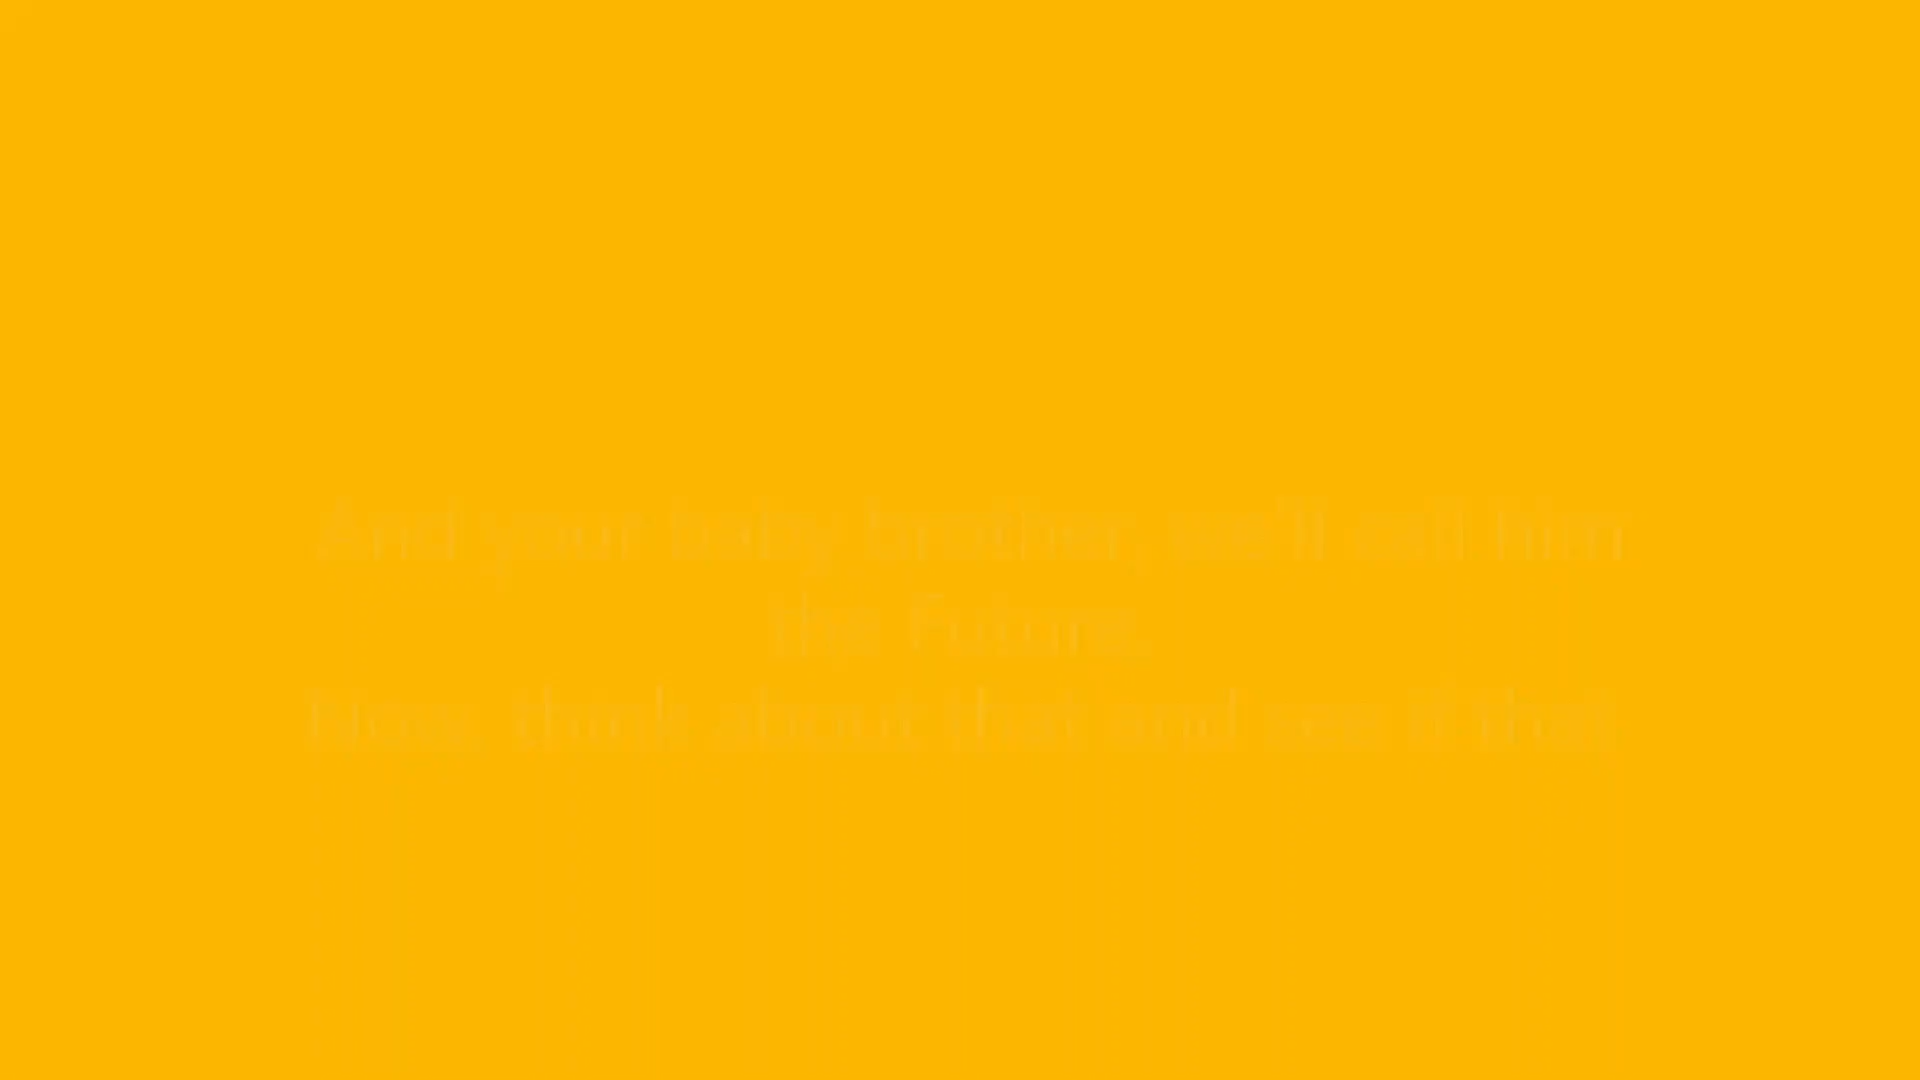 And your baby brother, we'll call him
the Future.
Now, think about that and see if that